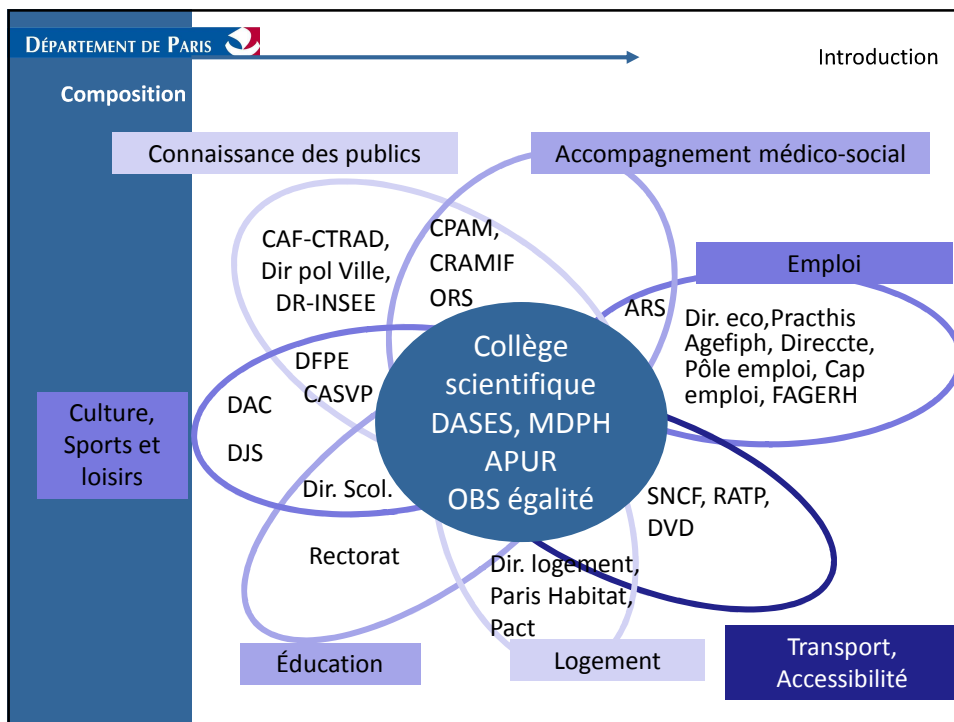 DÉPARTEMENT DE PARIS
Introduction
Composition
Connaissance des publics
Accompagnement médico-social
CAF-CTRAD,
Dir pol Ville,
DR-INSEE
CPAM,
CRAMIF
ORS
Emploi
ARS
Dir. eco,Practhis
Agefiph, Direccte,
Pôle emploi, Cap
emploi, FAGERH
DFPE
CASVP
DAC
DJS
Culture,
Sports et
loisirs
Collège
scientifique
DASES, MDPH
APUR
OBS égalité
Dir. Scol.
Rectorat
SNCF, RATP,
DVD
Dir. logement,
Paris Habitat,
Pact
Éducation
Logement
Transport,
Accessibilité